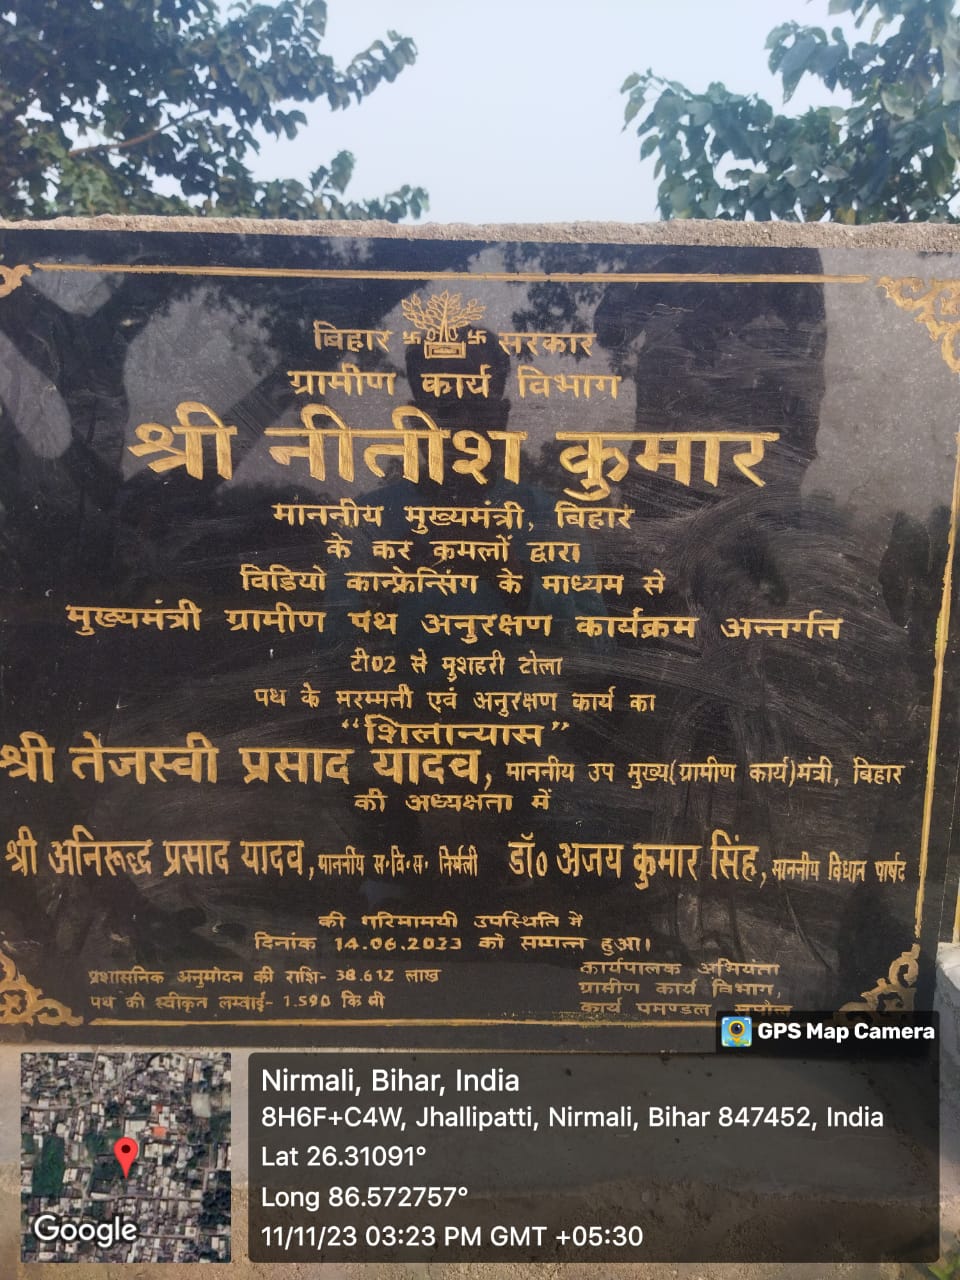 बिहार 卐 卐 सरकार
ग्रामीण कार्य विभाग
श्री नीतीश कुमार
माननीय मुख्यमंत्री, बिहार
के कर कमलों द्वारा
विडियो कान्फ्रेन्सिंग के माध्यम से
मुख्यमंत्री ग्रामीण पथ अनुरक्षण कार्यक्रम अन्तर्गत
टी02 से मुशहरी टोला
पथ के मरम्मती एवं अनुरक्षण कार्य का
“शिलान्यास”
श्री तेजस्वी प्रसाद यादव, माननीय उप मुख्य(ग्रामीण कार्य)मंत्री, बिहार
की अध्यक्षता में
श्री अनिरूद्ध प्रसाद यादव, माननीय स॰वि॰स॰ निर्मली डॉ० अजय कुमार सिंह, माननीय विधान पार्षद
की गरिमामयी उपस्थिति में
दिनांक 14.06.2023 को सम्पन्न हुआ।
प्रशासनिक अनुमोदन की राशि- 38.612 लाख
पथ की स्वीकृत लम्बाई- 1.590 कि मी
कार्यपालक अभियंता
ग्रामीण कार्य विभाग,
कार्य प्रमण्डल
GPS Map Camera
Nirmali, Bihar, India
8H6F+C4W, Jhallipatti, Nirmali, Bihar 847452, India
Lat 26.31091°
Long 86.572757°
11/11/23 03:23 PM GMT +05:30
Google